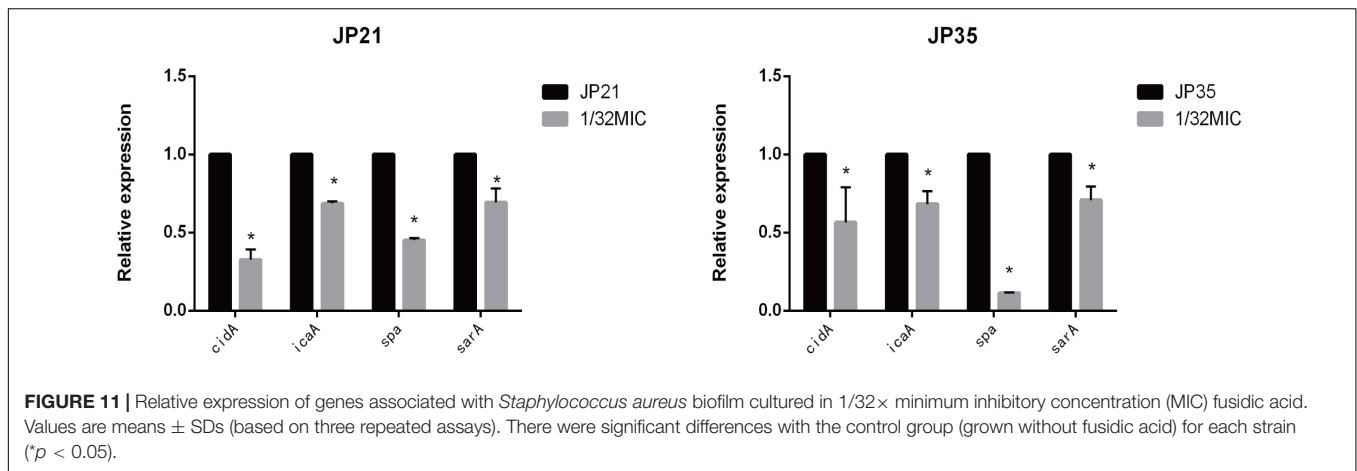 JP21
1.5
1.0
0.5
0.0
Relative expression
JP21
1/32MIC
*
*
*
*
cidA
icaA
spa
sarA
JP35
1.5
1.0
0.5
0.0
Relative expression
JP35
1/32MIC
*
*
*
*
cidA
icaA
spa
sarA
FIGURE 11 | Relative expression of genes associated with Staphylococcus aureus biofilm cultured in 1/32× minimum inhibitory concentration (MIC) fusidic acid.
Values are means ± SDs (based on three repeated assays). There were significant differences with the control group (grown without fusidic acid) for each strain
(*p < 0.05).